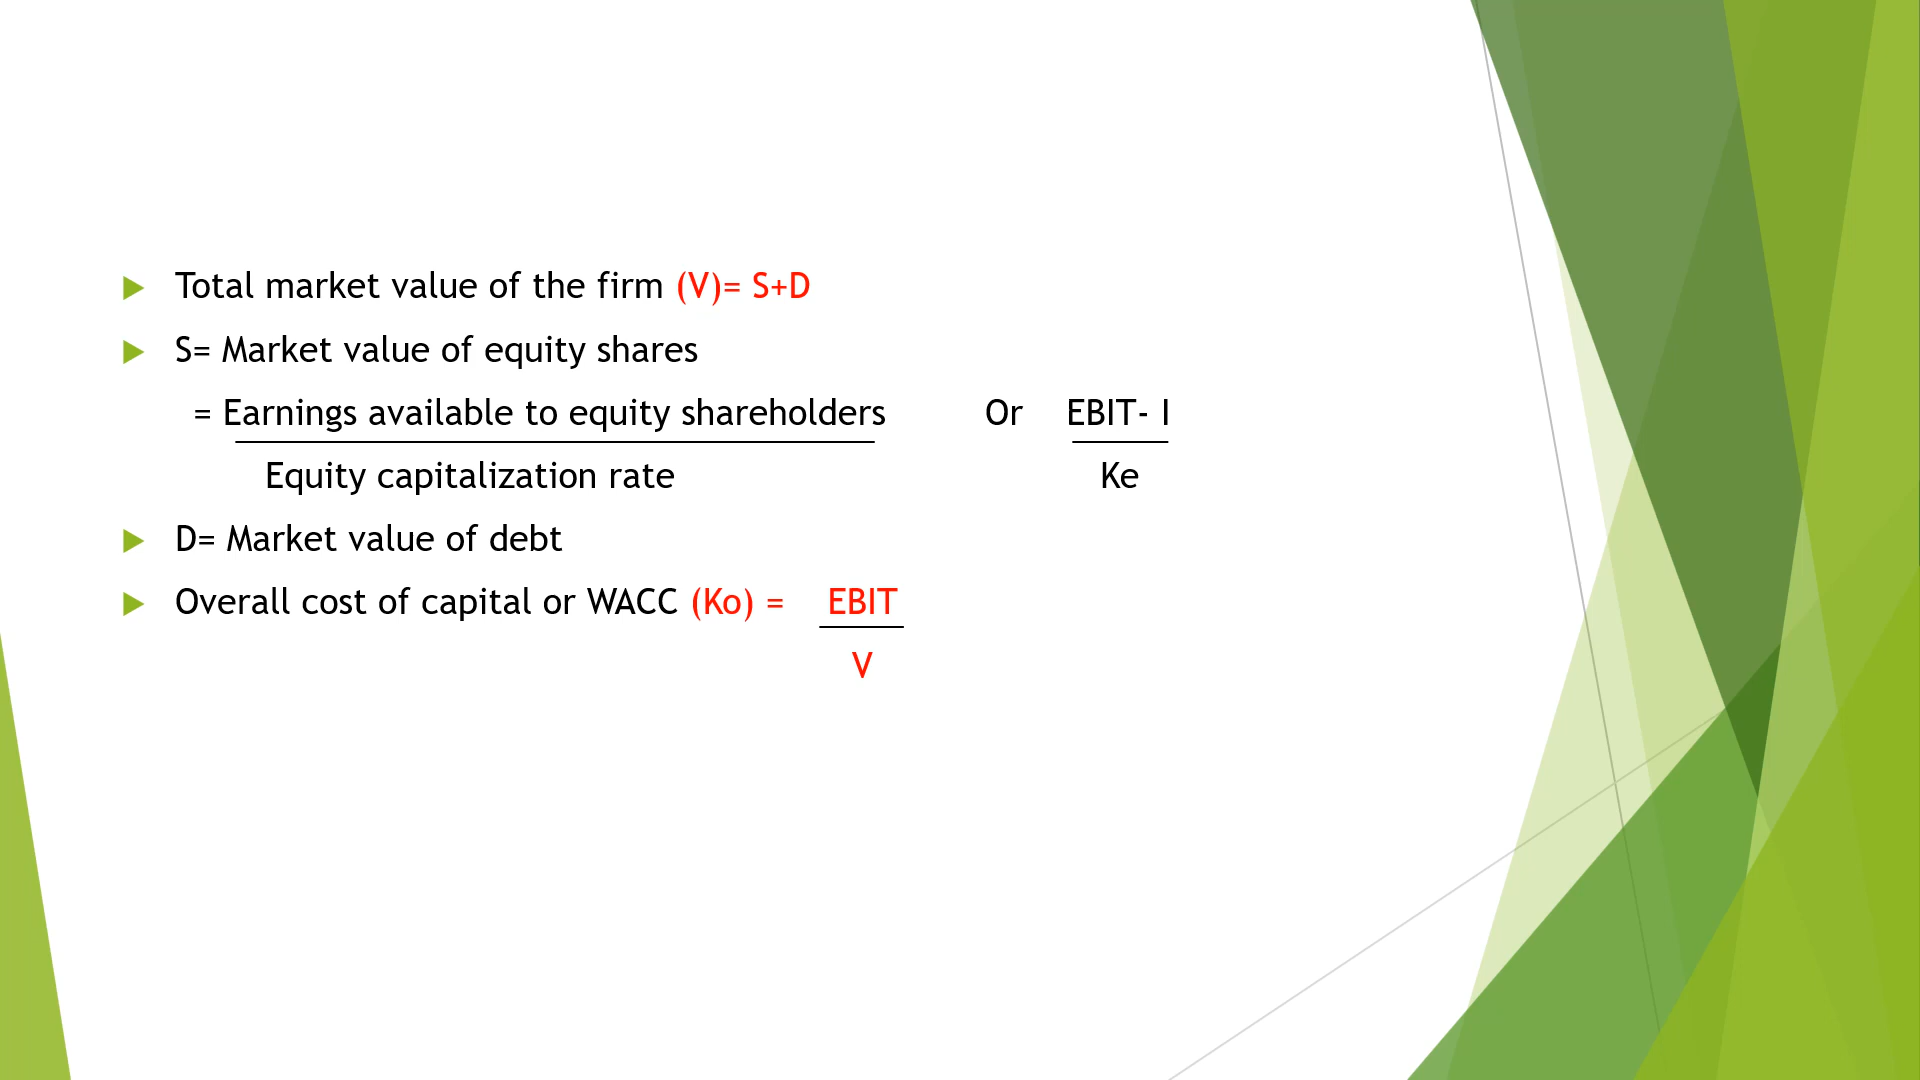 Total market value of the firm (V)= S+D
S= Market value of equity shares
= Earnings available to equity shareholders Or EBIT- I
Equity capitalization rate Ke
D= Market value of debt
Overall cost of capital or WACC (Ko) = EBIT
V